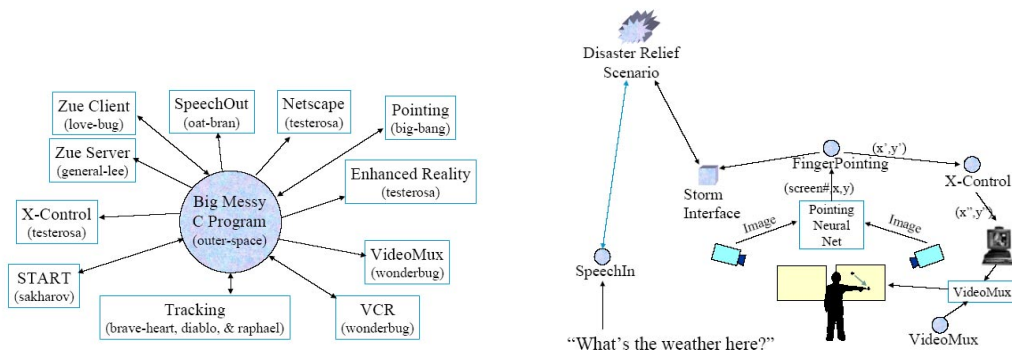 Zue Client
(love-bug)
SpeechOut
(oat-bran)
Netscape
(testerosa)
Pointing
(big-bang)
Zue Server
(general-lee)
Enhanced Reality
(testerosa)
Big Messy
C Program
(outer-space)
X-Control
(testerosa)
START
(sakharov)
VideoMux
(wonderbug)
Tracking
(brave-heart, diablo, & raphael)
VCR
(wonderbug)
Disaster Relief
Scenario
(x',y')
FingerPointing
X-Control
Storm
Interface
(screen#,x,y)
(x",y")
Pointing
Neural
Net
Image
Image
SpeechIn
VideoMux
VideoMux
“What's the weather here?”